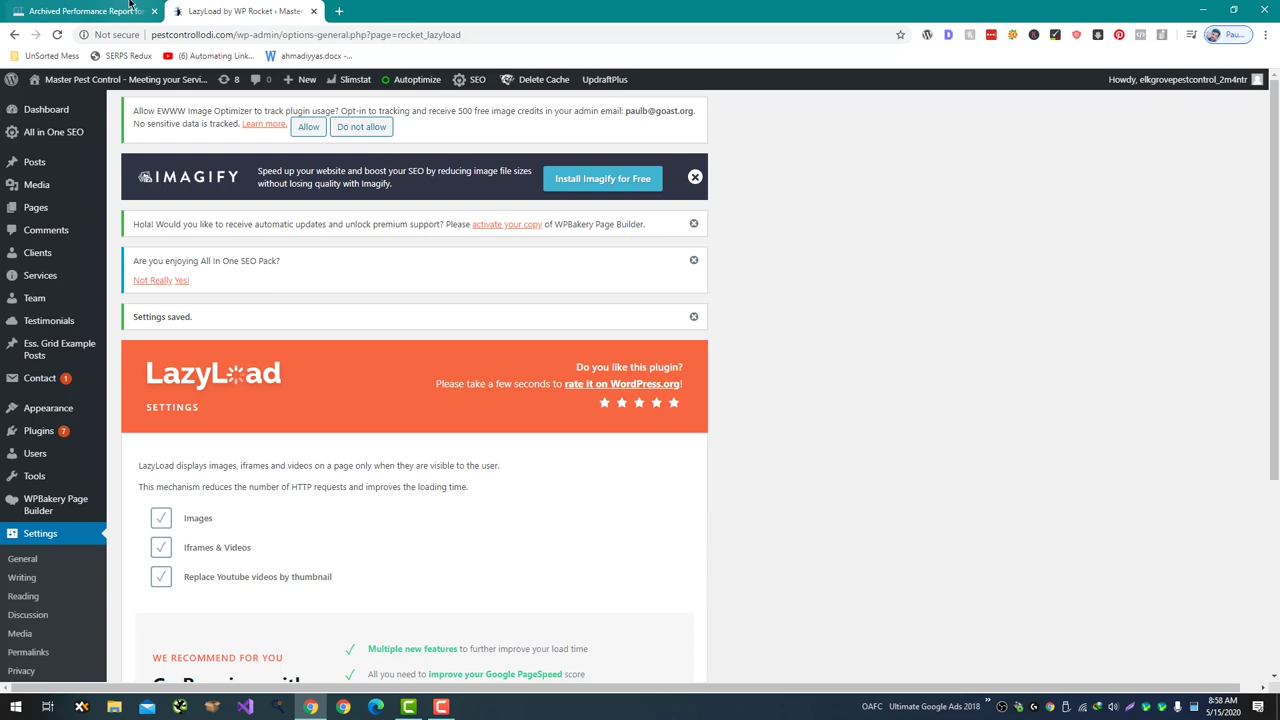 Archived Performance Report fo
LazyLoad by WP Rocket ‹ Master
Not secure | pestcontrollodi.com/wp-admin/options-general.php?page=rocket_lazyload
Pau...
UnSorted Med
SERPS Redux
(6) Automating Link...
ahmadiyyas.docx -...
Master Pest Control - Meeting your Servi...
8
0
New
Slimstat
Autoptimize
SEO
Delete Cache
UpdraftPlus
Howdy, elkgrovepestcontrol_2m4ntr
Dashboard
All in One SEO
Posts
Media
Pages
Comments
Clients
Services
Team
Testimonials
Ess. Grid Example
Posts
Contact 1
Appearance
Plugins 7
Users
Tools
WPBakery Page
Builder
Settings
General
Writing
Reading
Discussion
Media
Permalinks
Privacy
Allow EWWW Image Optimizer to track plugin usage? Opt-in to tracking and receive 500 free image credits in your admin email: paulb@goast.org.
No sensitive data is tracked. Learn more. Allow Do not allow
IMAGIFY
Speed up your website and boost your SEO by reducing image file sizes
without losing quality with Imagify.
Install Imagify for Free
Hola! Would you like to receive automatic updates and unlock premium support? Please activate your copy of WPBakery Page Builder.
Are you enjoying All In One SEO Pack?
Not Really Yes!
Settings saved.
LazyLoad
SETTINGS
Do you like this plugin?
Please take a few seconds to rate it on WordPress.org!
LazyLoad displays images, iframes and videos on a page only when they are visible to the user.
This mechanism reduces the number of HTTP requests and improves the loading time.
Images
Iframes & Videos
Replace Youtube videos by thumbnail
WE RECOMMEND FOR YOU
Multiple new features to further improve your load time
All you need to improve your Google PageSpeed score
OAFC
Ultimate Google Ads 2018
8:58 AM
5/15/2020